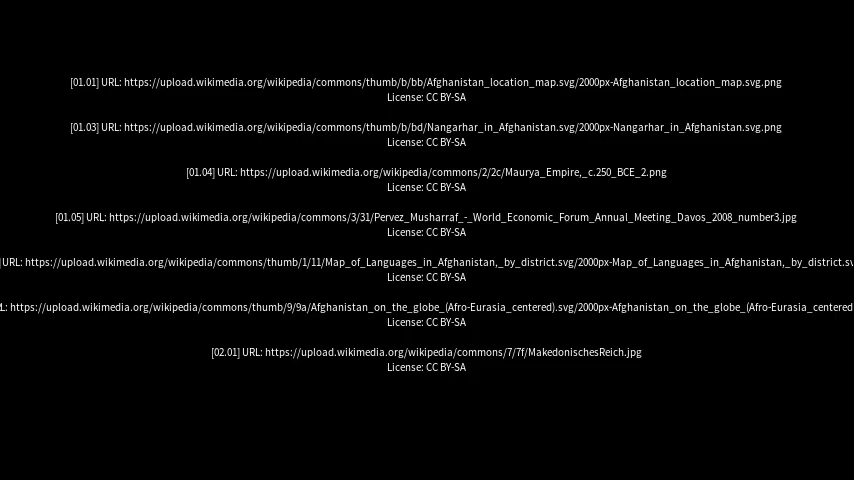 [01.01] URL: https://upload.wikimedia.org/wikipedia/commons/thumb/b/bb/Afghanistan_location_map.svg/2000px-Afghanistan_location_map.svg.png
License: CC BY-SA
[01.03] URL: https://upload.wikimedia.org/wikipedia/commons/thumb/b/bd/Nangarhar_in_Afghanistan.svg/2000px-Nangarhar_in_Afghanistan.svg.png
License: CC BY-SA
[01.04] URL: https://upload.wikimedia.org/wikipedia/commons/2/2c/Maurya_Empire,_c.250_BCE_2.png
License: CC BY-SA
[01.05] URL: https://upload.wikimedia.org/wikipedia/commons/3/31/Pervez_Musharraf_-_World_Economic_Forum_Annual_Meeting_Davos_2008_number3.jpg
License: CC BY-SA
] URL: https://upload.wikimedia.org/wikipedia/commons/thumb/1/11/Map_of_Languages_in_Afghanistan,_by_district.svg/2000px-Map_of_Languages_in_Afghanistan,_by_district.sv
License: CC BY-SA
L: https://upload.wikimedia.org/wikipedia/commons/thumb/9/9a/Afghanistan_on_the_globe_(Afro-Eurasia_centered).svg/2000px-Afghanistan_on_the_globe_(Afro-Eurasia_centered
License: CC BY-SA
[02.01] URL: https://upload.wikimedia.org/wikipedia/commons/7/7f/MakedonischesReich.jpg
License: CC BY-SA